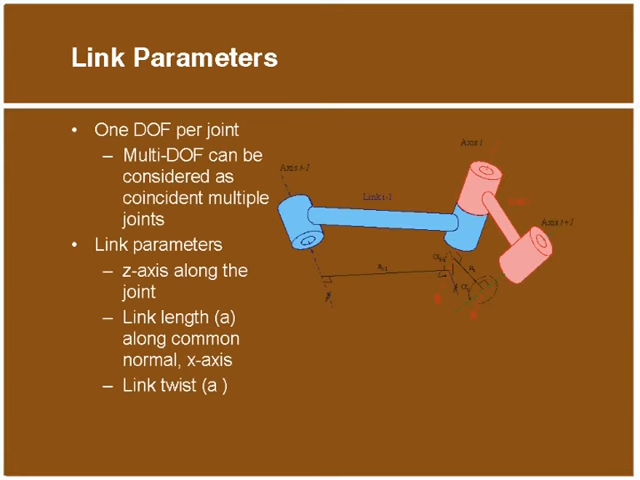 Link Parameters
• One DOF per joint
– Multi-DOF can be
considered as
coincident multiple
joints
• Link parameters
– z-axis along the
joint
– Link length (a)
along common
normal, x-axis
– Link twist (a )
Axis i
Axis i-1
Link i-1
Axis i+1